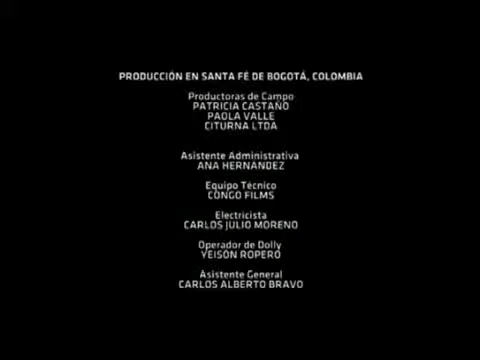 PRODUCCIÓN EN SANTA FÉ DE BOGOTÁ, COLOMBIA
Productoras de Campo
PATRICIA CASTAÑO
PAOLA VALLE
CITURNA LTDA
Asistente Administrativa
ANA HERNÁNDEZ
Equipo Técnico
CONGO FILMS
Electricista
CARLOS JULIO MORENO
Operador de Dolly
YEISÓN ROPERO
Asistente General
CARLOS ALBERTO BRAVO